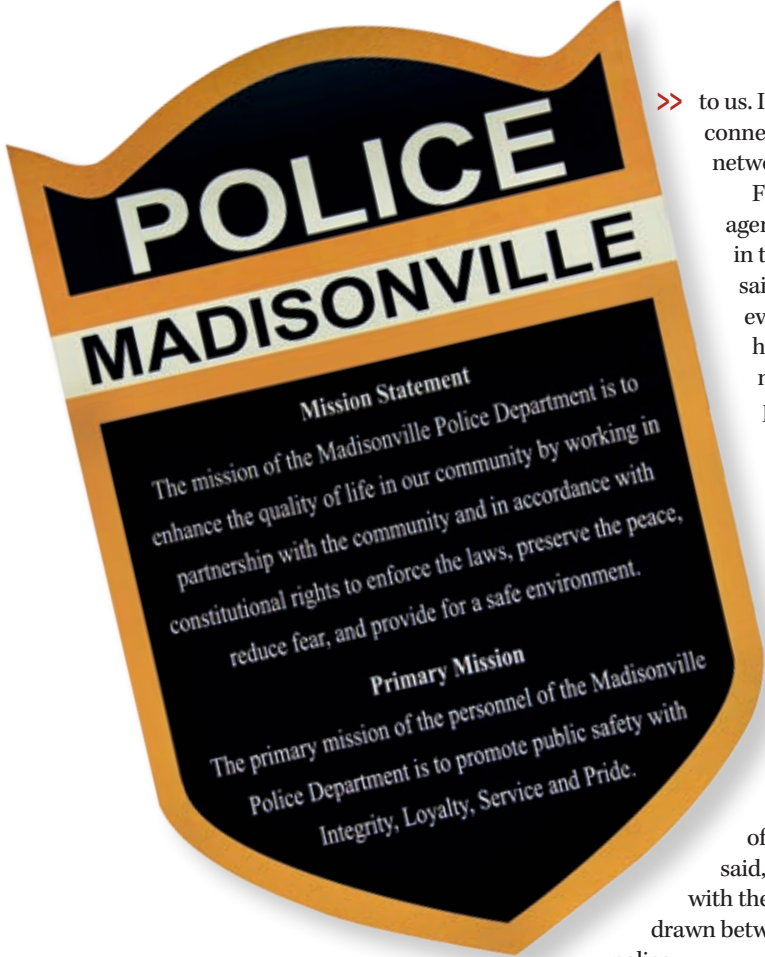 POLICE
MADISONVILLE
Mission Statement
The mission of the Madisonville Police Department is to
enhance the quality of life in our community by working in
partnership with the community and in accordance with
constitutional rights to enforce the laws, preserve the peace,
reduce fear, and provide for a safe environment.
Primary Mission
The primary mission of the personnel of the Madisonville
Police Department is to promote public safety with
Integrity, Loyalty, Service and Pride.
>> to us. I
conne
netwo
F
in t
sai
ev
h
of
said,
with the
drawn betw